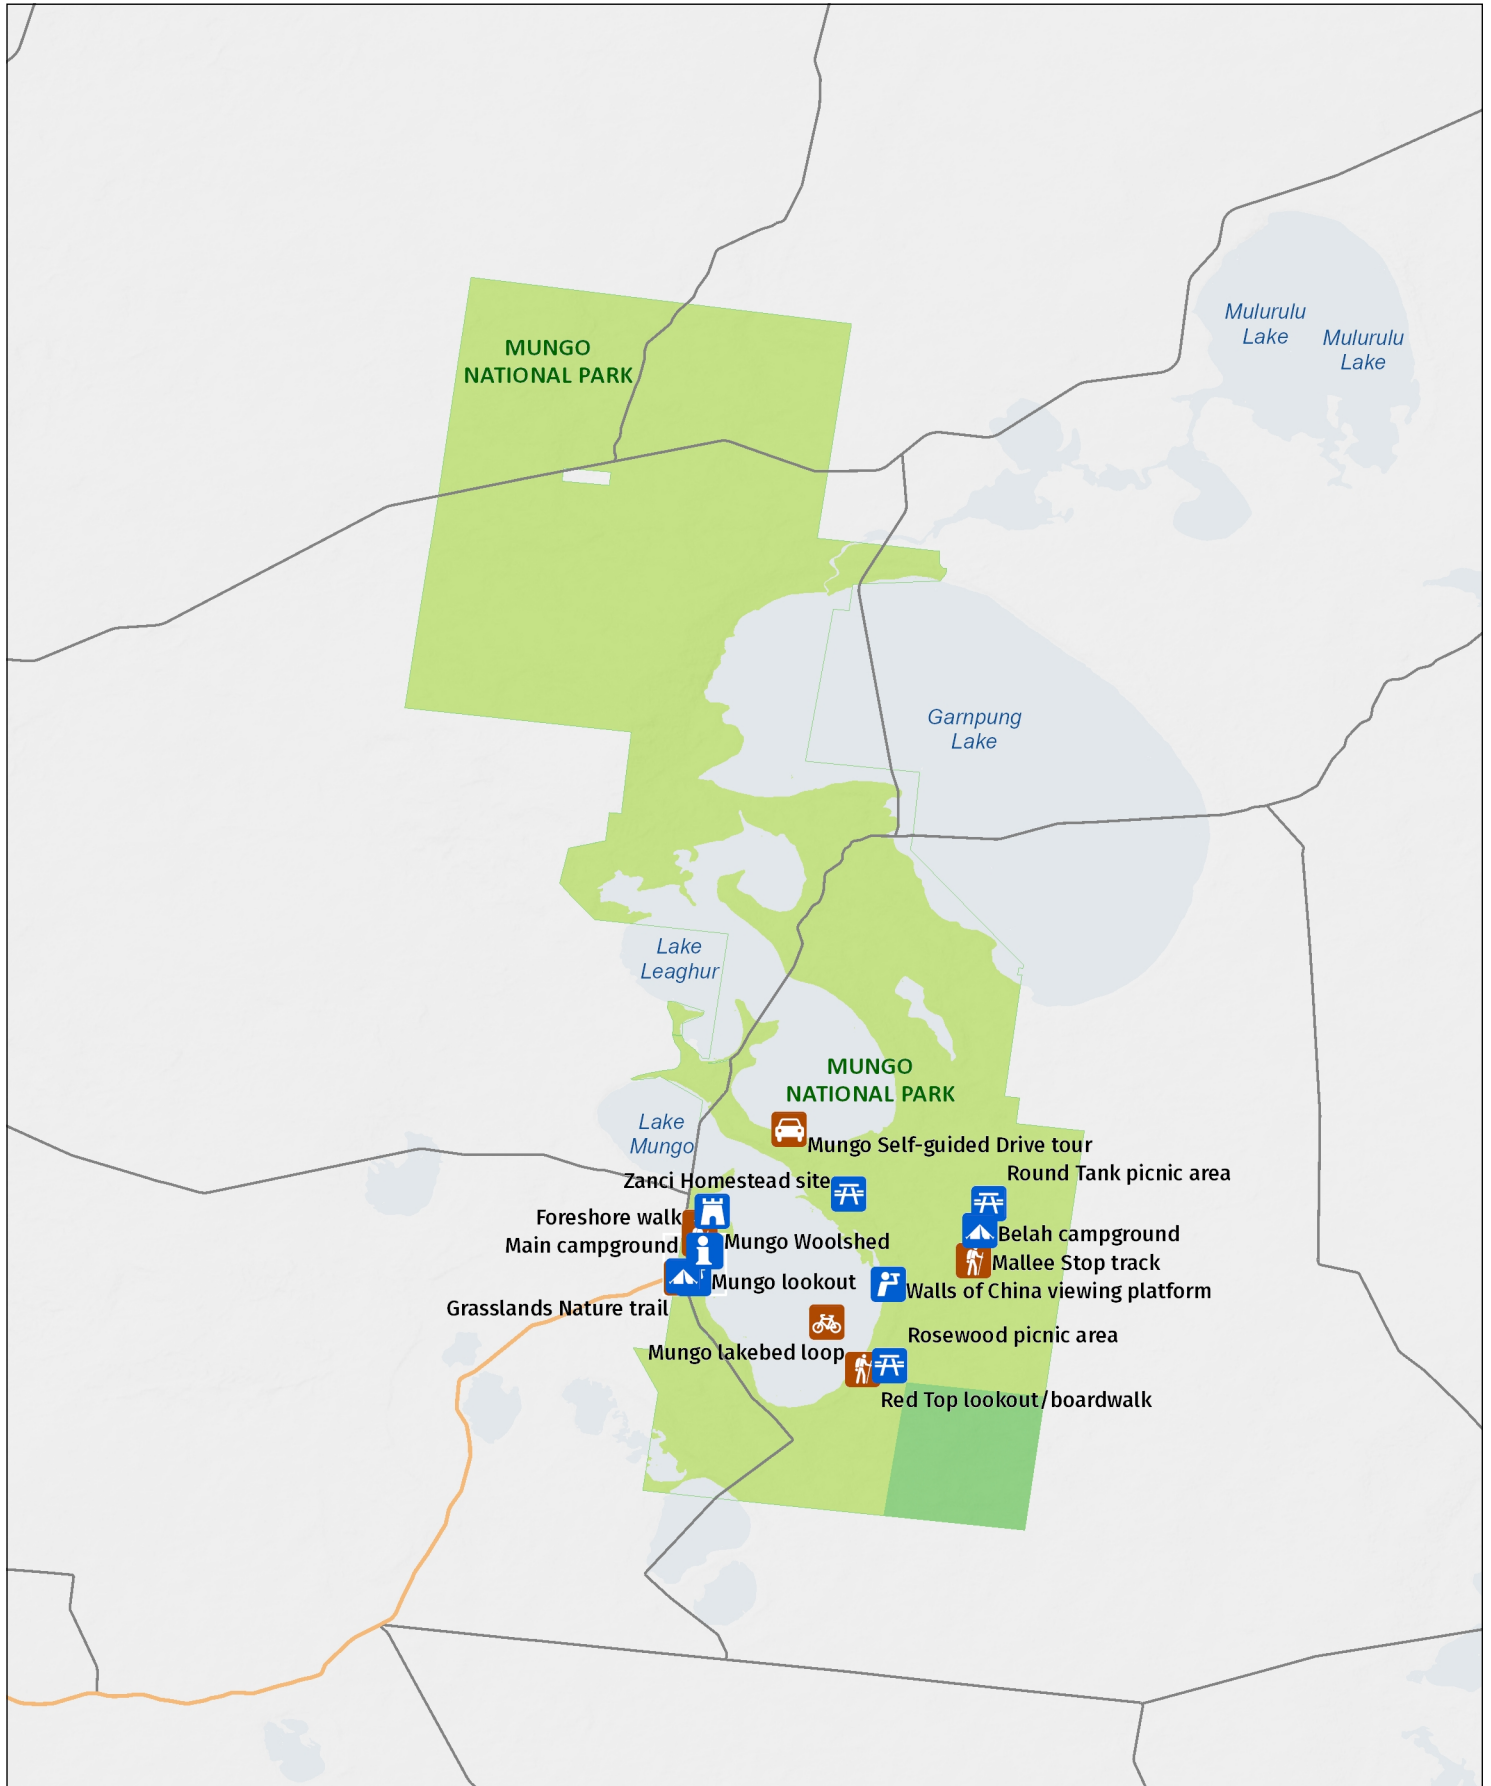 Mulurulu
Lake
Mulurulu
Lake
MUNGO
NATIONAL PARK
Garnpung
Lake
Lake
Leaghur
MUNGO
NATIONAL PARK
Lake
Mungo
Mungo Self-guided Drive tour
Round Tank picnic area
Zanci Homestead site
Foreshore walk
Belah campground
Main campground
Mungo Woolshed
Mallee Stop track
Mungo lookout
Walls of China viewing platform
Grasslands Nature trail
Rosewood picnic area
Mungo lakebed loop
Red Top lookout/boardwalk